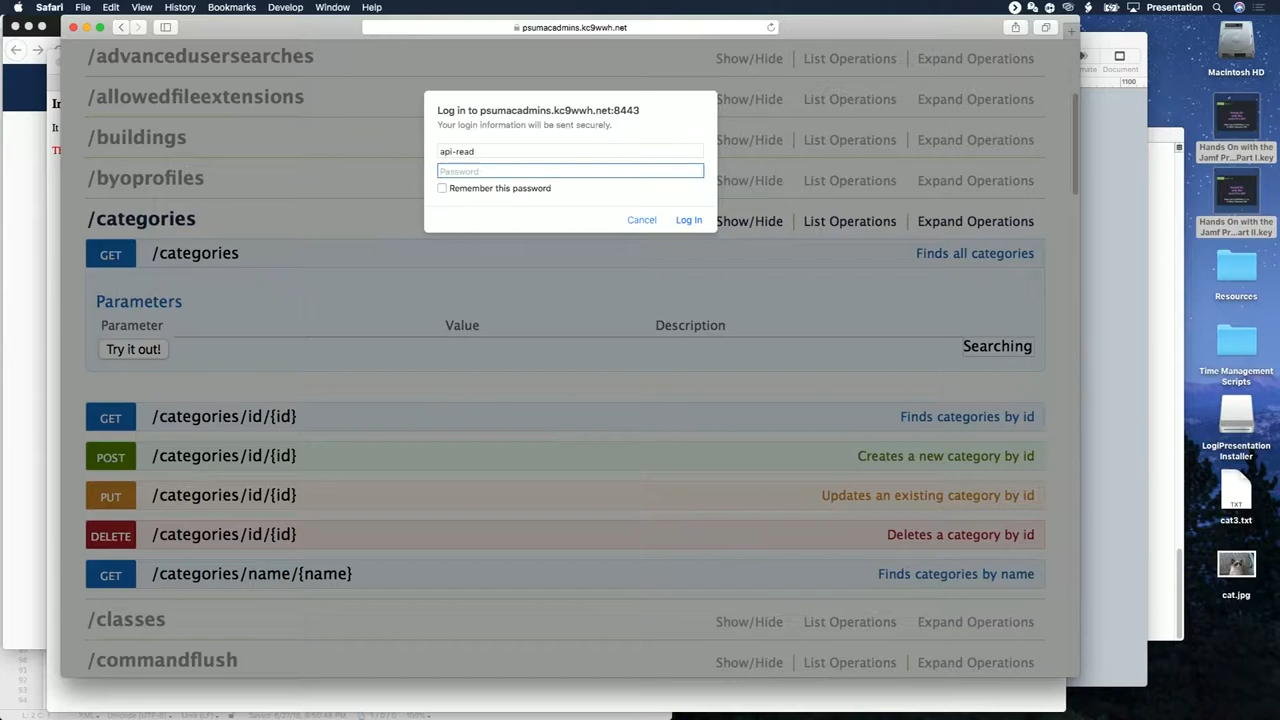 Safari File Edit View History Bookmarks Develop Window Help Presentation
psumacadmins.kc9wwh.net
/advancedusersearches Show/Hide List Operations Expand Operations
/allowedfileextensions List Operations Expand Operations
/buildings List Operations Expand Operations
/byoprofiles List Operations Expand Operations
/categories Show/Hide List Operations Expand Operations
Log in to psumacadmins.kc9wwh.net:8443
Your login information will be sent securely.
api-read
Password
Remember this password
Cancel Log In
GET /categories Finds all categories
Parameters
Parameter Value Description
Try it out! Searching
GET /categories/id/{id} Finds categories by id
POST /categories/id/{id} Creates a new category by id
PUT /categories/id/{id} Updates an existing category by id
DELETE /categories/id/{id} Deletes a category by id
GET /categories/name/{name} Finds categories by name
/classes Show/Hide List Operations Expand Operations
/commandflush Show/Hide List Operations Expand Operations
Document
1100
Macintosh HD
Hands On with the
Jamf Pr...Part I.key
Hands On with the
Jamf Pr...art II.key
Resources
Time Management
Scripts
LogiPresentation
Installer
TXT
cat3.txt
cat.jpg
90
91
92
93
94